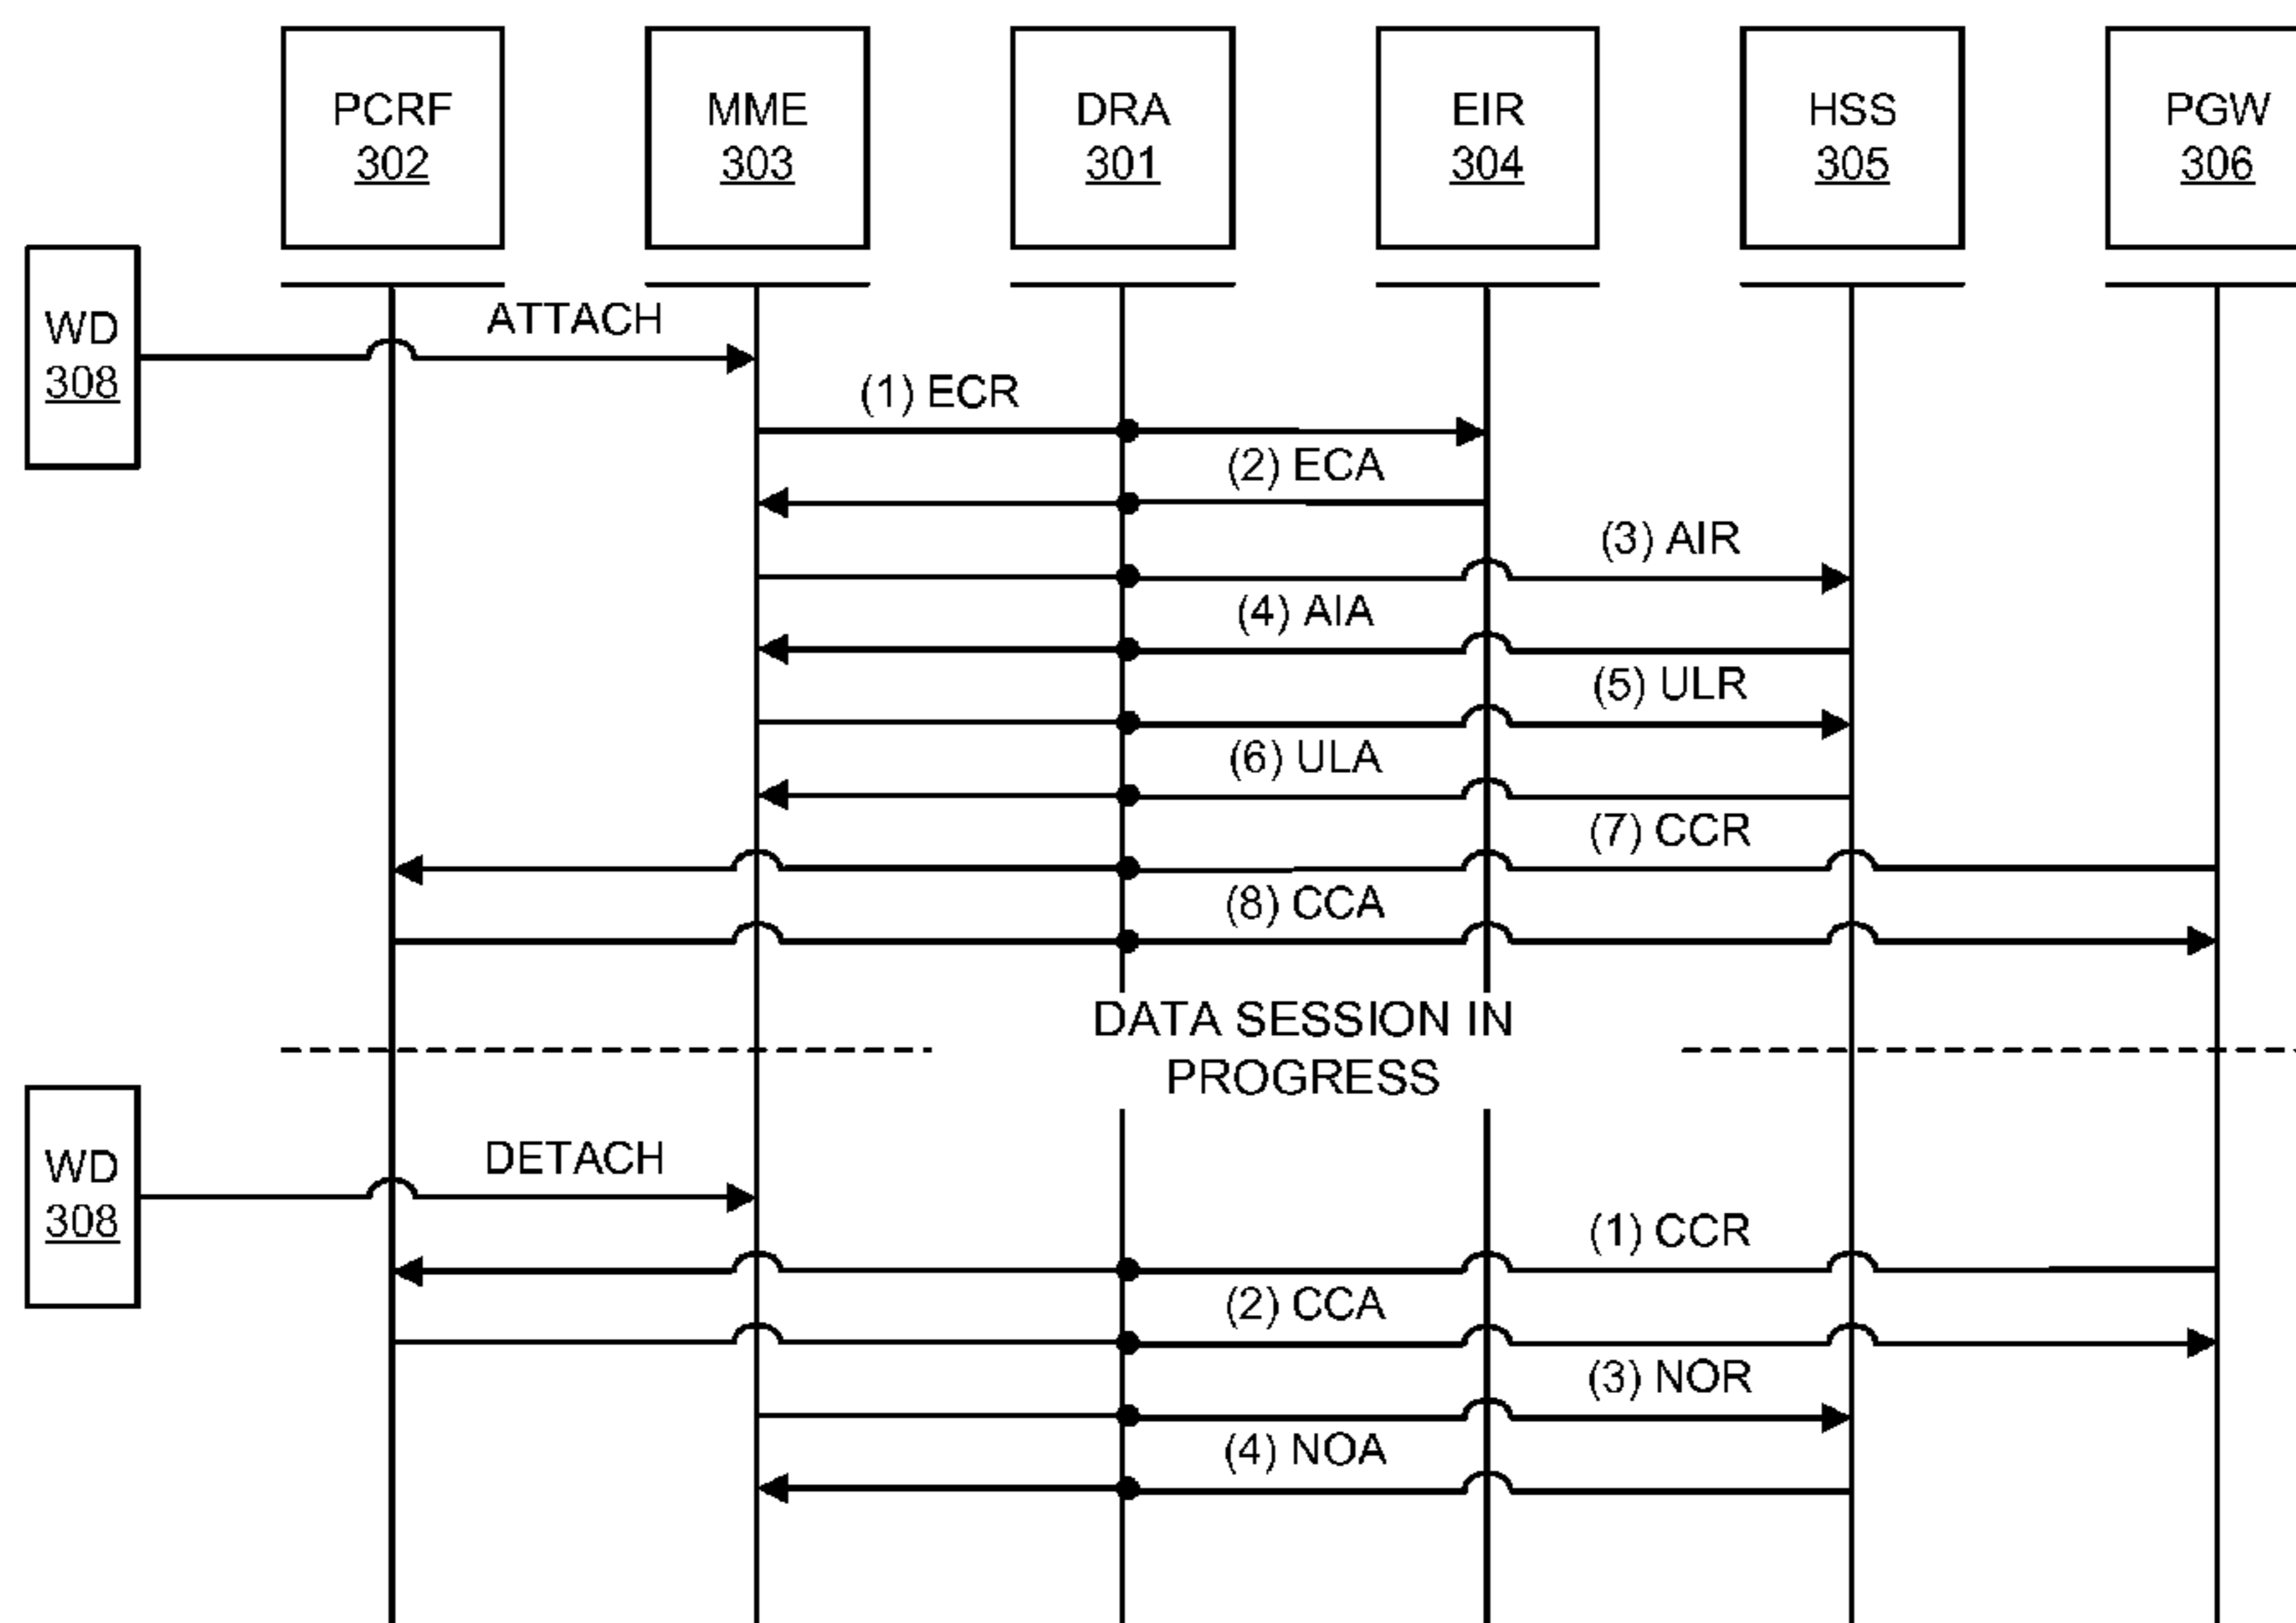 PCRF
302
MME
303
DRA
301
EIR
304
HSS
305
PGW
306
WD
308
ATTACH
(1) ECR
(2) ECA
(3) AIR
(4) AIA
(5) ULR
(6) ULA
(7) CCR
(8) CCA
DATA SESSION IN
PROGRESS
WD
308
DETACH
(1) CCR
(2) CCA
(3) NOR
(4) NOA